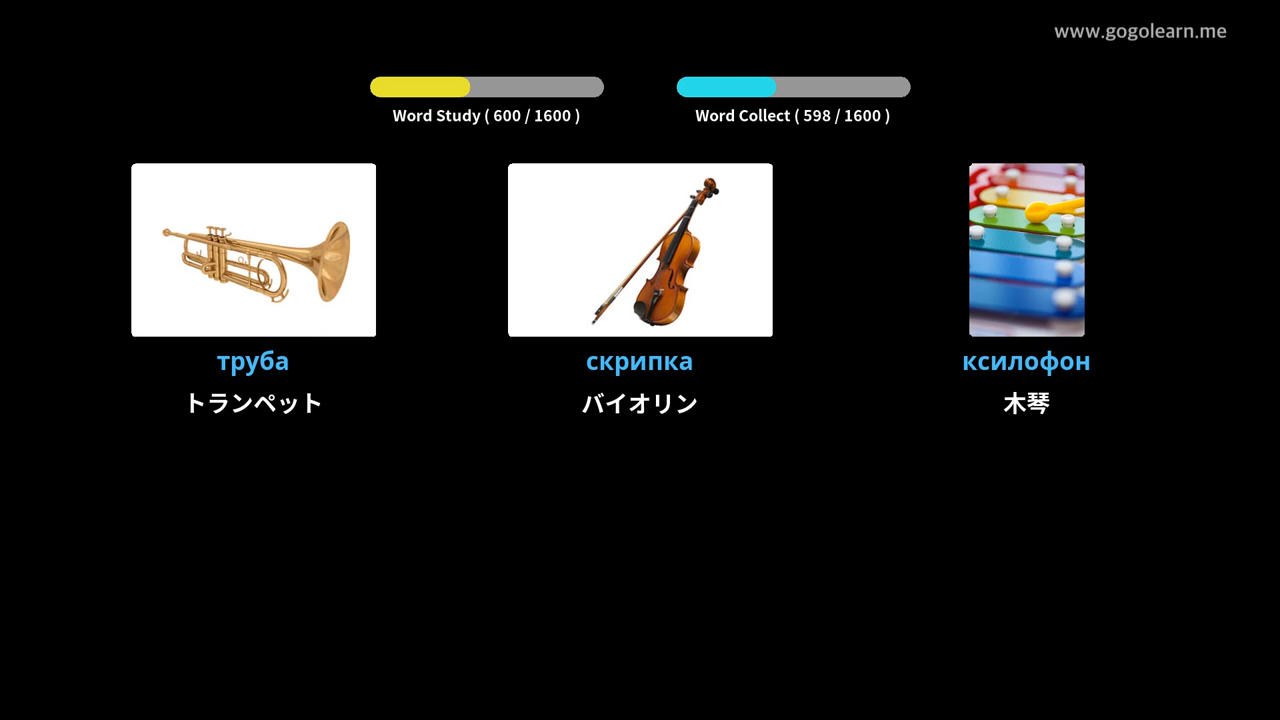 www.gogolearn.me
Word Study ( 600 / 1600 )
Word Collect ( 598 / 1600 )
труба
скрипка
ксилофон
トランペット
バイオリン
木琴